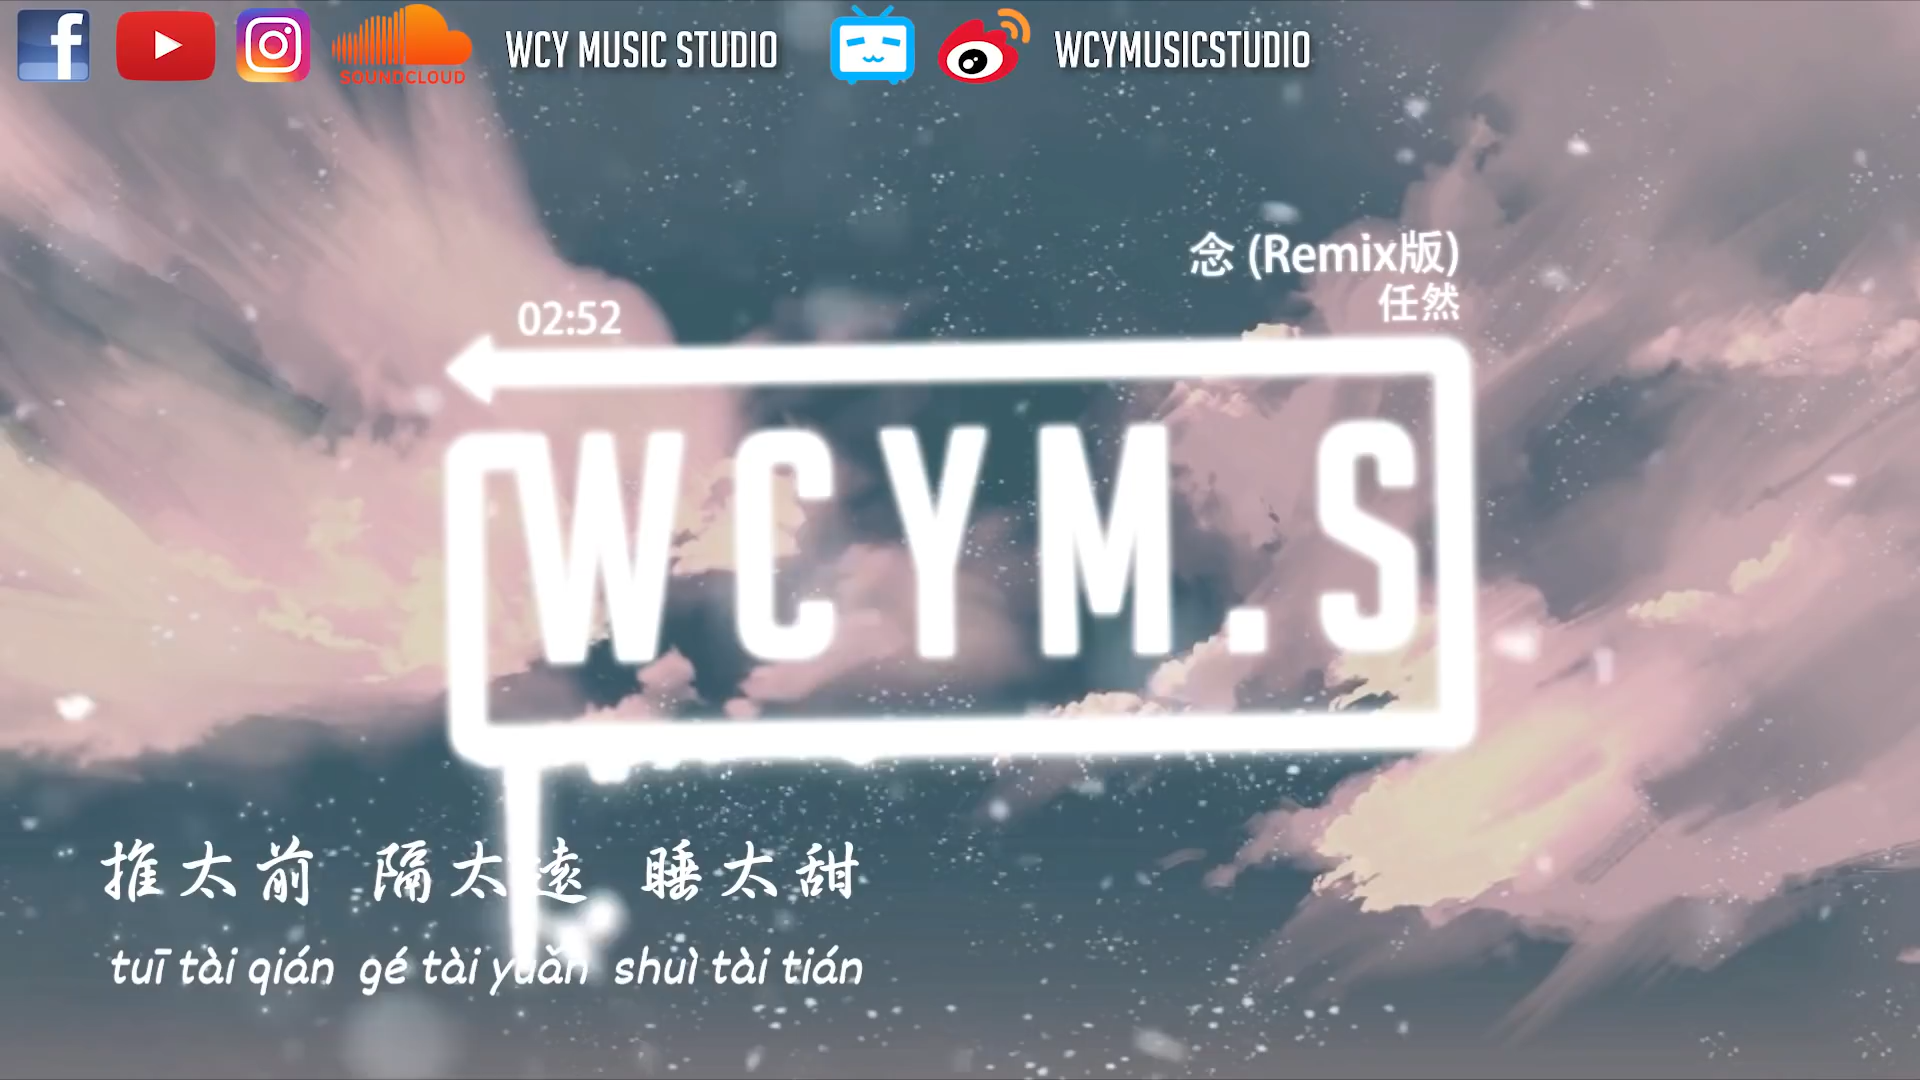 SOUNDCLOUD
WCY MUSIC STUDIO
WCYMUSICSTUDIO
念 (Remix版)
任然
02:52
WCYM.S
推太前 隔太遠 睡太甜
tuī tài qián gé tài yuǎn shuì tài tián